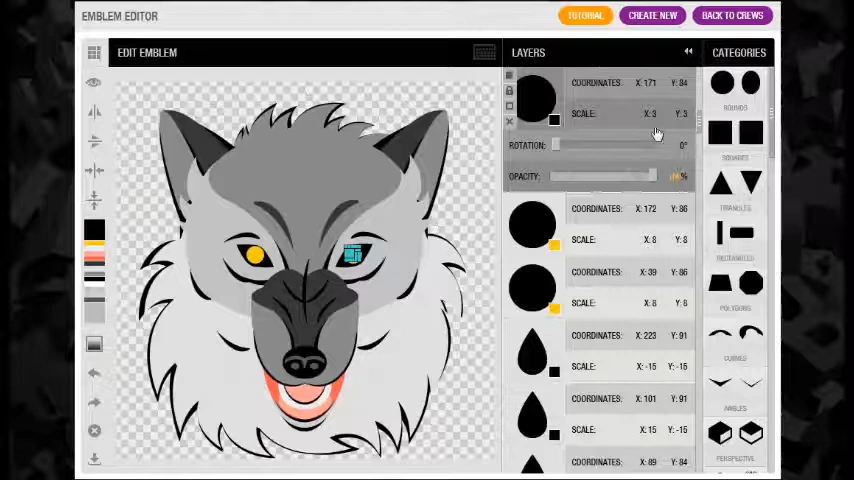 EMBLEM EDITOR
TUTORIAL
CREATE NEW
BACK TO CREWS
EDIT EMBLEM
LAYERS
CATEGORIES
COORDINATES: X: 171 Y: 84
SCALE: X: 3 Y: 3
ROTATION: 0°
OPACITY: %
COORDINATES: X: 172 Y: 86
SCALE: X: 8 Y: 8
COORDINATES: X: 39 Y: 86
SCALE: X: 8 Y: 8
COORDINATES: X: 223 Y: 91
SCALE: X: -15 Y: -15
COORDINATES: X: 101 Y: 91
SCALE: X: 15 Y: -15
COORDINATES: X: 89 Y: 84
ROUNDS
SQUARES
TRIANGLES
RECTANGLES
POLYGONS
CURVES
ANGLES
PERSPECTIVE